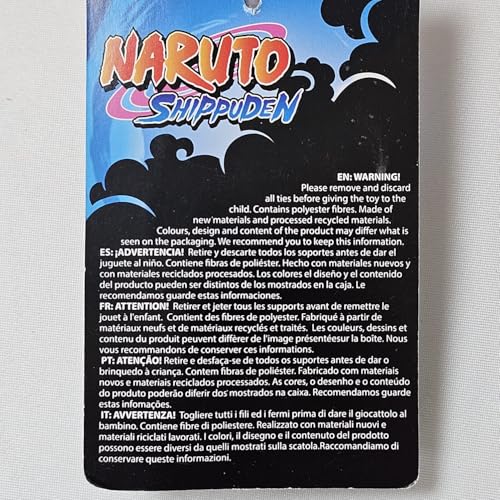 NARUTO
SHIPPUDEN
EN: WARNING!
Please remove and discard
all ties before giving the toy to the
child. Contains polyester fibres. Made of
new materials and processed recycled materials.
Colours, design and content of the product may differ what is
seen on the packaging. We recommend you to keep this information.
ES: ¡ADVERTENCIA! Retire y descarte todos los soportes antes de dar el
juguete al niño. Contiene fibras de poliéster. Hecho con materiales nuevos y
con materiales reciclados procesados. Los colores el diseño y el contenido
del producto pueden ser distintos de los mostrados en la caja. Le
recomendamos guarde estas informaciones.
FR: ATTENTION! Retirer et jeter tous les supports avant de remettre le
jouet à l'enfant. Contient des fibres de polyester. Fabriqué à partir de
matériaux neufs et de matériaux recyclés et traités. Les couleurs, dessins et
contenu du produit peuvent différer de l'image présentéesur la boîte. Nous
vous recommandons de conserver ces informations.
PT: ATENÇÃO! Retire e desfaça-se de todos os suportes antes de dar o
brinquedo à criança. Contem fibras de poliéster. Fabricado com materiais
novos e materiais reciclados processados. As cores, o desenho e o conteúdo
do produto poderão diferir dos mostrados na caixa. Recomendamos guarde
estas infomações.
IT: AVVERTENZA! Togliere tutti i fili ed i fermi prima di dare il giocattolo al
bambino. Contiene fibre di poliestere. Realizzato con materiali nuovi e
materiali riciclati lavorati. I colori, il disegno e il contenuto del prodotto
possono essere diversi da quelli mostrati sulla scatola.Raccomandiamo di
conservare queste informazioni.